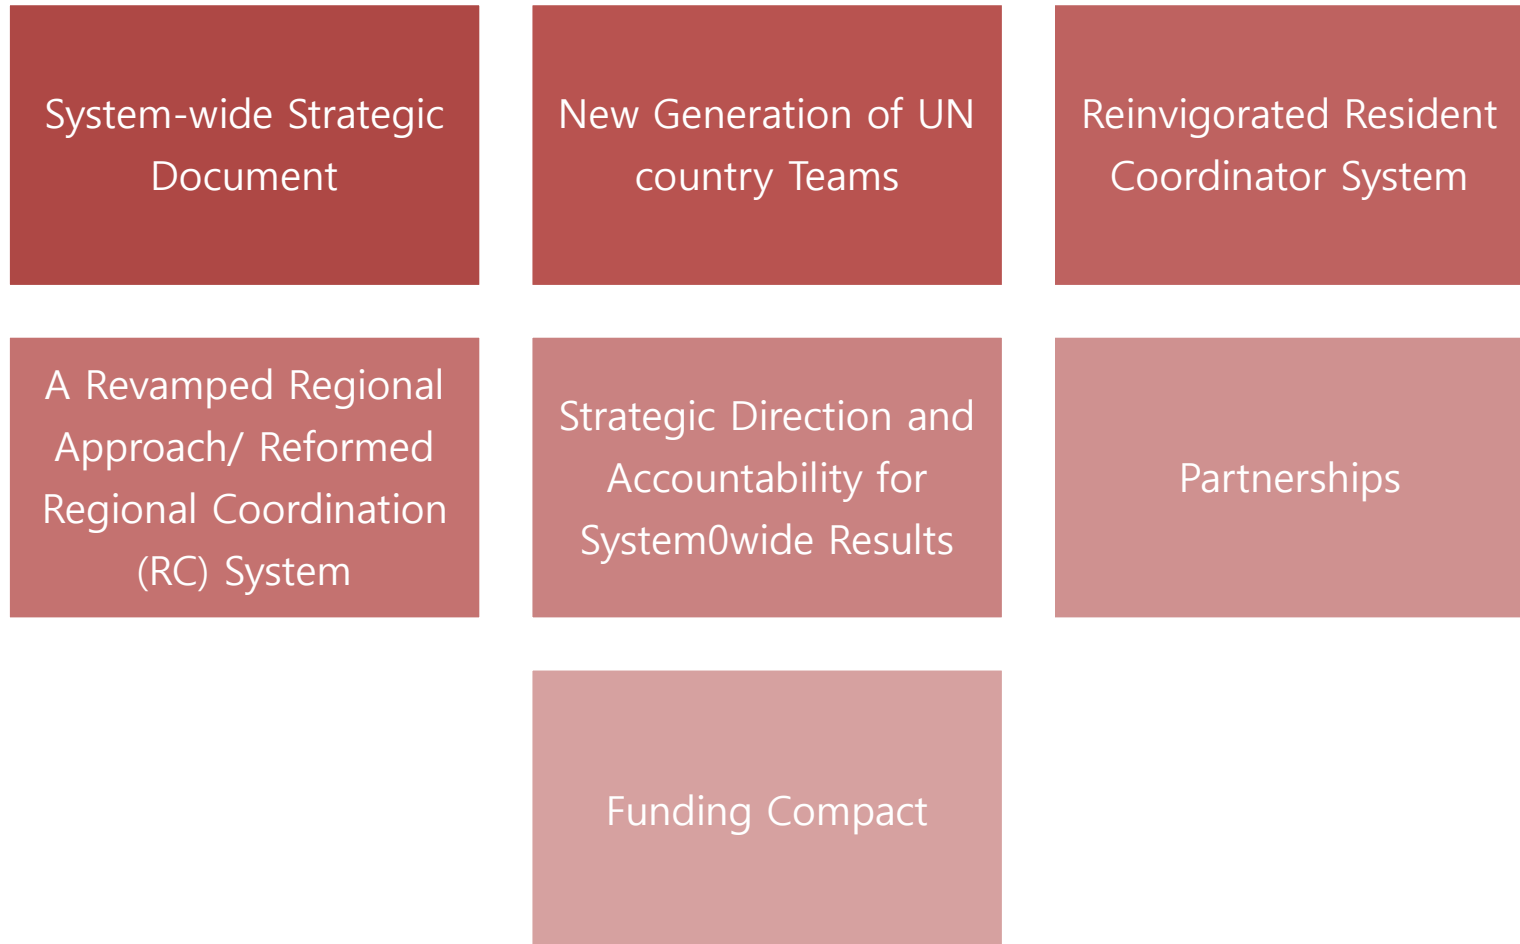 System-wide Strategic
Document
New Generation of UN
country Teams
Reinvigorated Resident
Coordinator System
A Revamped Regional
Approach/ Reformed
Regional Coordination
(RC) System
Strategic Direction and
Accountability for
System0wide Results
Partnerships
Funding Compact